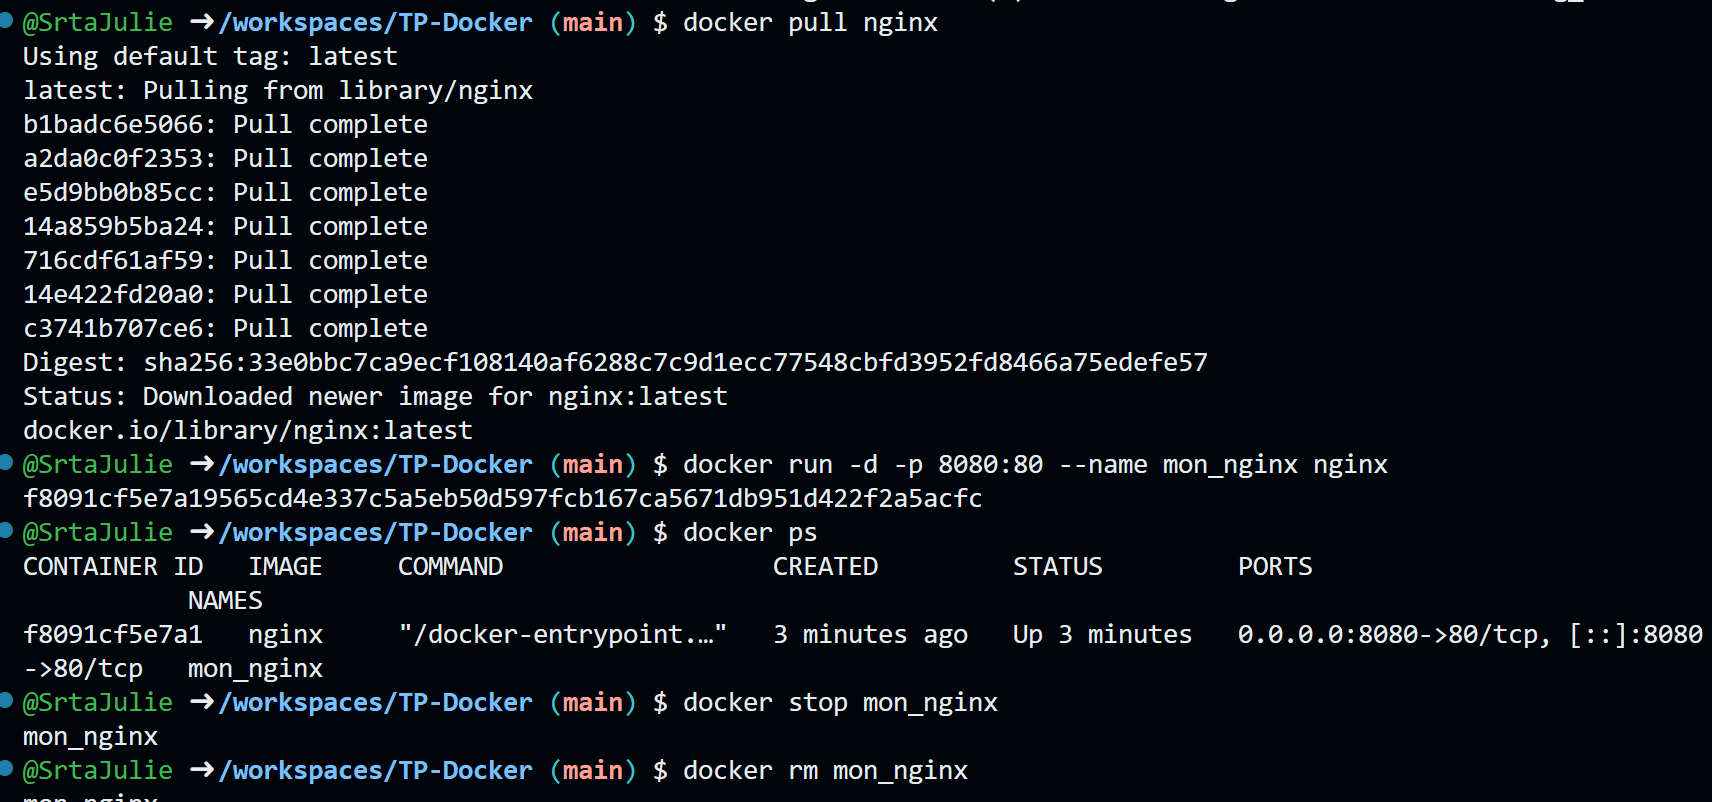 @SrtaJulie ➜/workspaces/TP-Docker (main) $ docker pull nginx
Using default tag: latest
latest: Pulling from library/nginx
b1badc6e5066: Pull complete
a2da0c0f2353: Pull complete
e5d9bb0b85cc: Pull complete
14a859b5ba24: Pull complete
716cdf61af59: Pull complete
14e422fd20a0: Pull complete
c3741b707ce6: Pull complete
Digest: sha256:33e0bbc7ca9ecf108140af6288c7c9d1ecc77548cbfd3952fd8466a75edefe57
Status: Downloaded newer image for nginx:latest
docker.io/library/nginx:latest
@SrtaJulie ➜/workspaces/TP-Docker (main) $ docker run -d -p 8080:80 --name mon_nginx nginx
f8091cf5e7a19565cd4e337c5a5eb50d597fcb167ca5671db951d422f2a5acfc
@SrtaJulie ➜/workspaces/TP-Docker (main) $ docker ps
CONTAINER ID   IMAGE     COMMAND                  CREATED         STATUS         PORTS
           NAMES
f8091cf5e7a1   nginx     "/docker-entrypoint.…"   3 minutes ago   Up 3 minutes   0.0.0.0:8080->80/tcp, [::]:8080
->80/tcp   mon_nginx
@SrtaJulie ➜/workspaces/TP-Docker (main) $ docker stop mon_nginx
mon_nginx
@SrtaJulie ➜/workspaces/TP-Docker (main) $ docker rm mon_nginx
mon_nginx